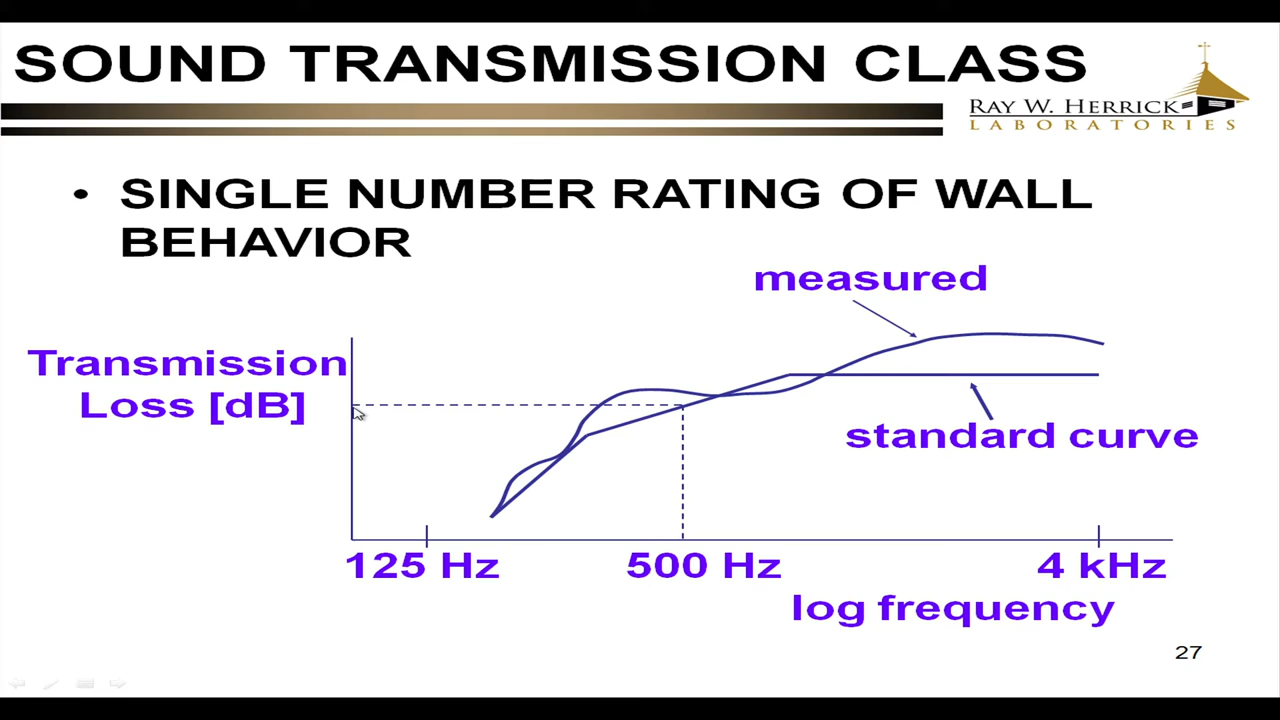 SOUND TRANSMISSION CLASS
RAY W. HERRICK
LABORATORIES
• SINGLE NUMBER RATING OF WALL
BEHAVIOR
measured
Transmission
Loss [dB]
standard curve
125 Hz
500 Hz
4 kHz
log frequency
27